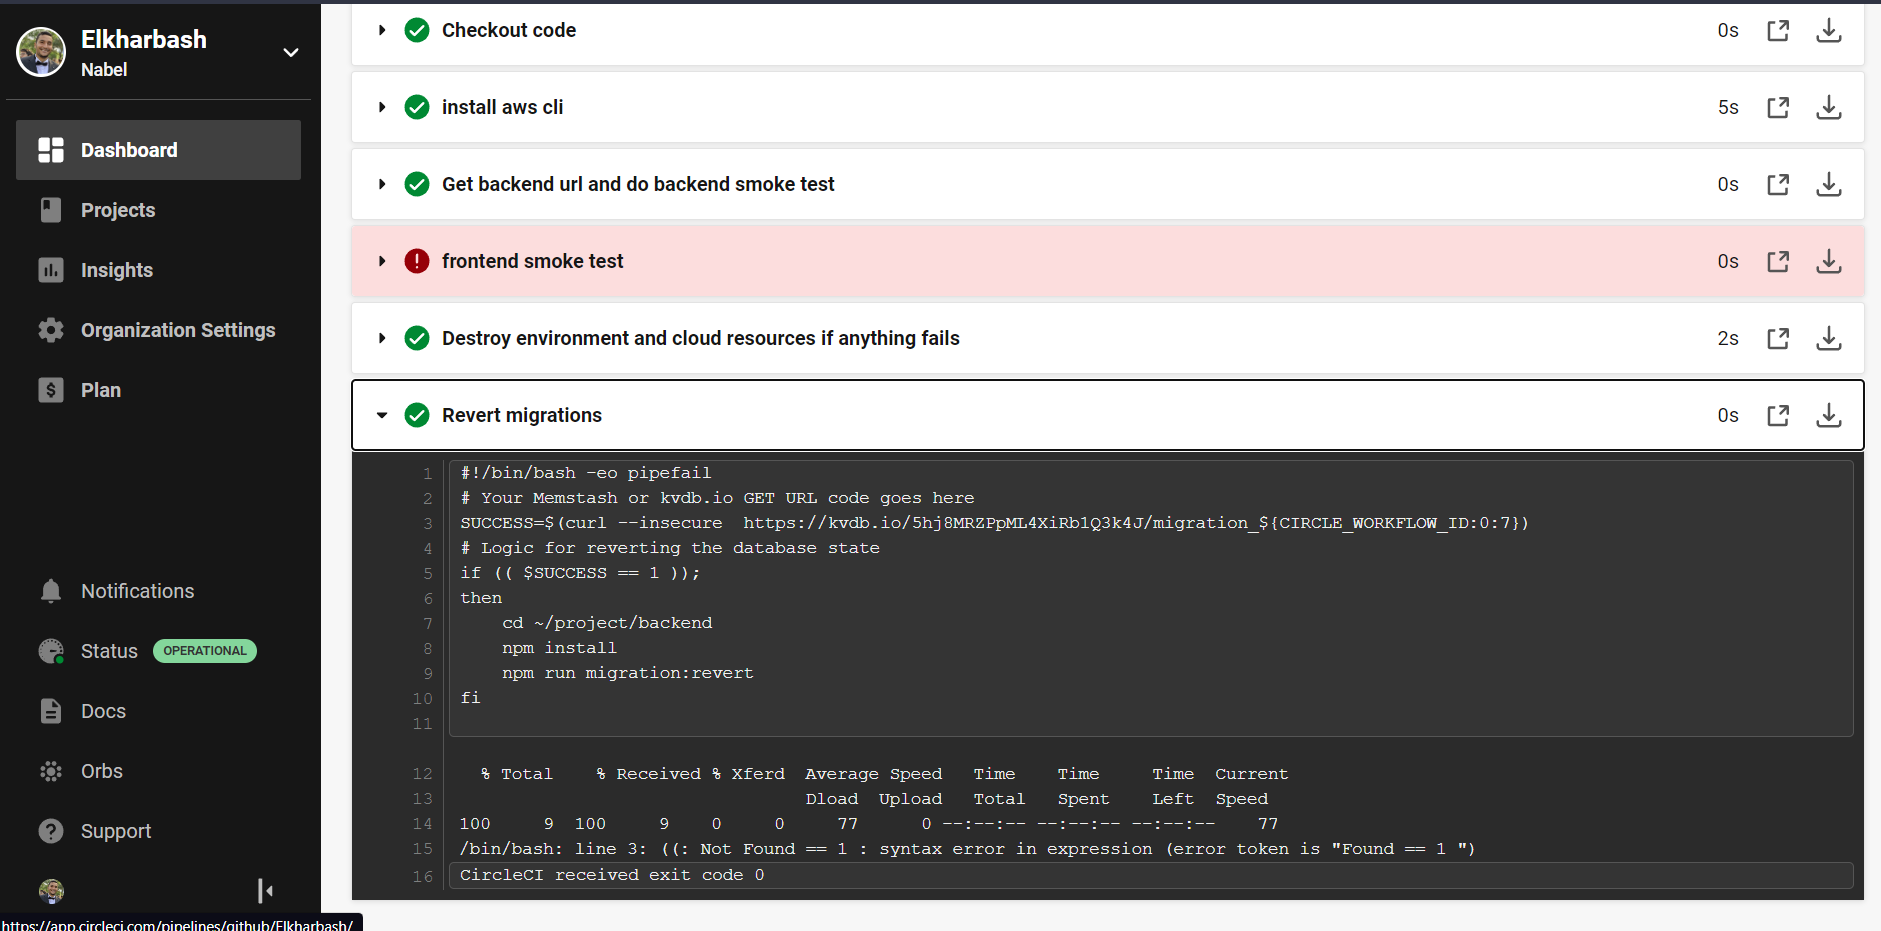 Elkharbash
Nabel
Dashboard
Projects
Insights
Organization Settings
Plan
Notifications
Status OPERATIONAL
Docs
Orbs
Support
https://app.circleci.com/pipelines/github/Elkharbash/
Checkout code 0s
install aws cli 5s
Get backend url and do backend smoke test 0s
frontend smoke test 0s
Destroy environment and cloud resources if anything fails 2s
Revert migrations 0s
1 #!/bin/bash -eo pipefail
2 # Your Memstash or kvdb.io GET URL code goes here
3 SUCCESS=$(curl --insecure  https://kvdb.io/5hj8MRZPpML4XiRb1Q3k4J/migration_${CIRCLE_WORKFLOW_ID:0:7})
4 # Logic for reverting the database state
5 if (( $SUCCESS == 1 ));
6 then
7     cd ~/project/backend
8     npm install
9     npm run migration:revert
10 fi
11
12   % Total    % Received % Xferd  Average Speed   Time    Time     Time  Current
13                                  Dload  Upload   Total   Spent    Left  Speed
14 100     9  100     9    0     0     77      0 --:--:-- --:--:-- --:--:--    77
15 /bin/bash: line 3: ((: Not Found == 1 : syntax error in expression (error token is "Found == 1 ")
16 CircleCI received exit code 0